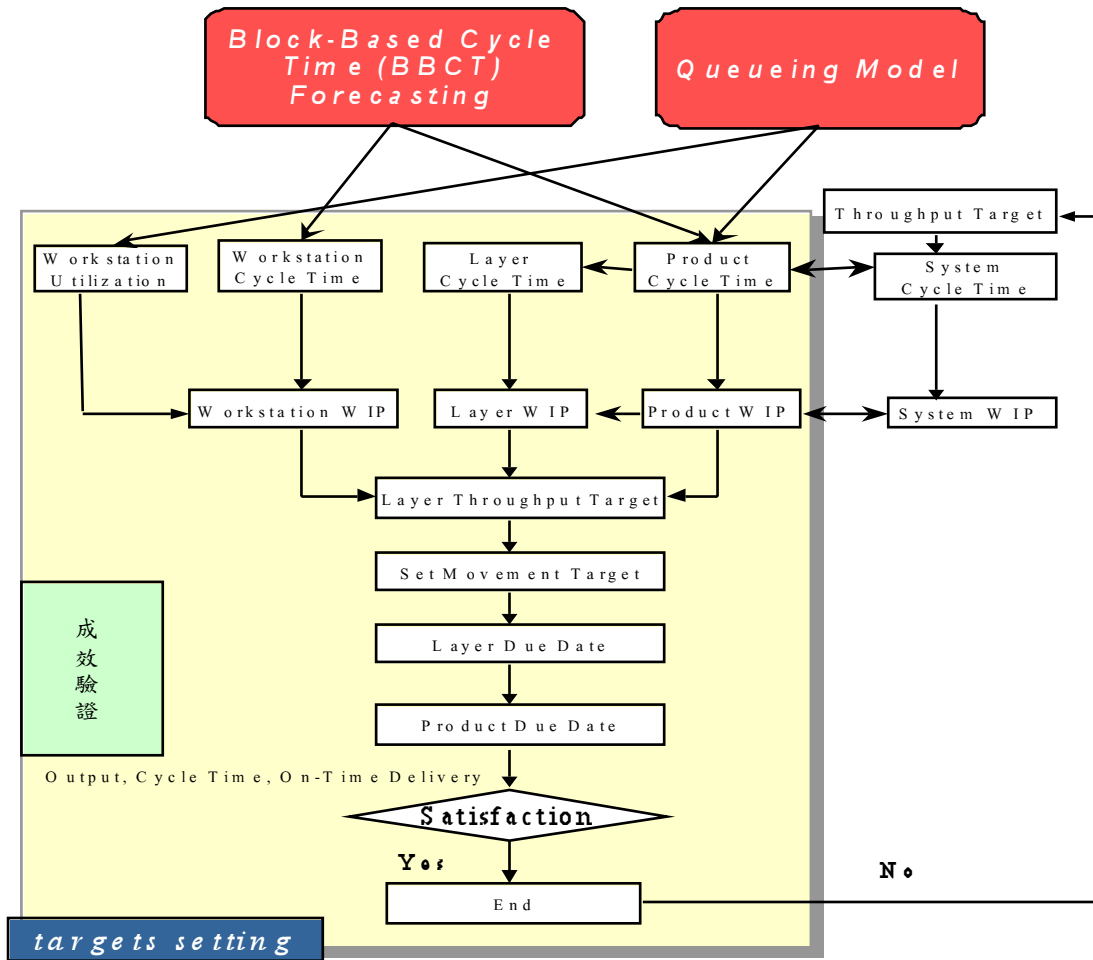 Block-Based Cycle
Time (BBCT)
Forecasting
Queueing Model
Throughput Target
Workstation
Utilization
Workstation
Cycle Time
Layer
Cycle Time
Product
Cycle Time
System
Cycle Time
Workstation WIP
Layer WIP
Product WIP
System WIP
Layer Throughput Target
Set Movement Target
Layer Due Date
Product Due Date
成
效
驗
證
Output, Cycle Time, On-Time Delivery
Satisfaction
Yes
No
End
targets setting